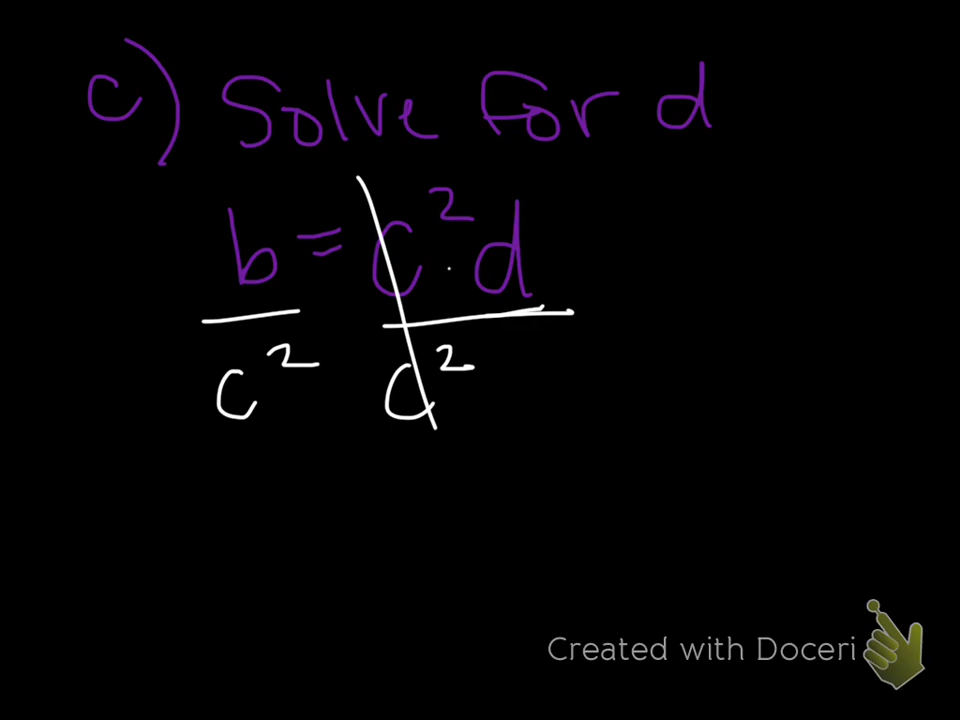 c) Solve For d
b = c² d
c² c²
Created with Doceri